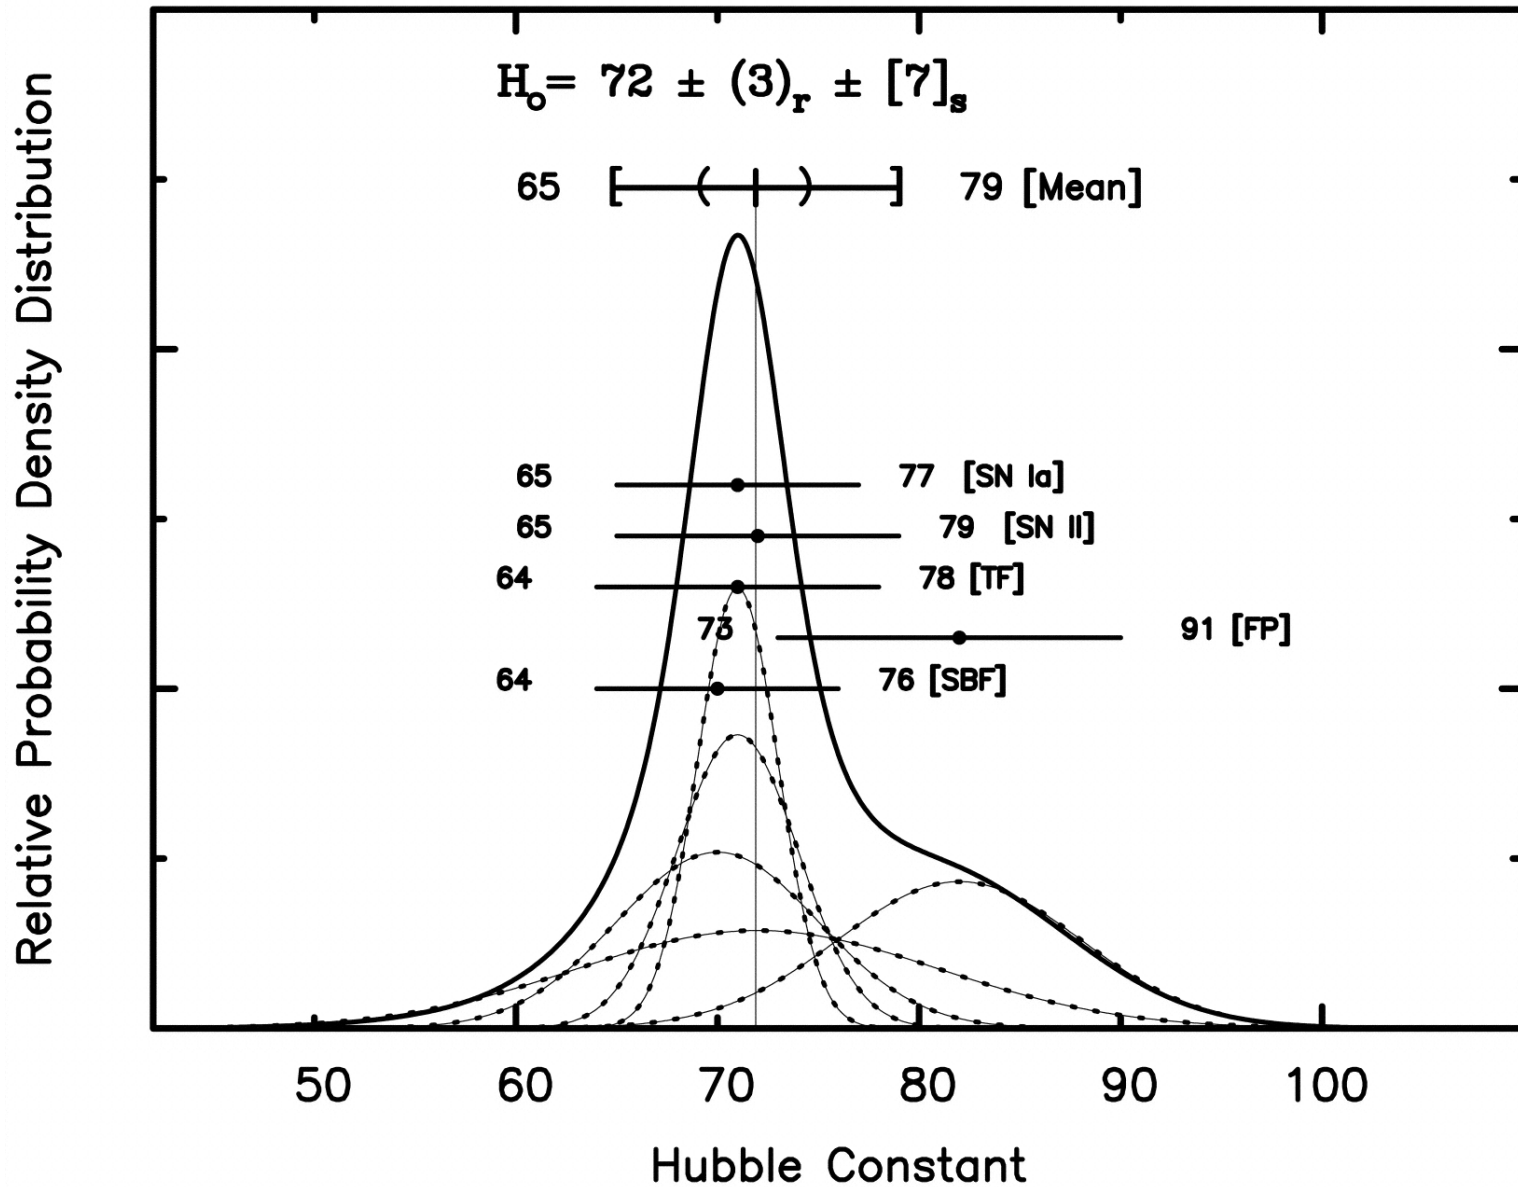 Relative Probability Density Distribution
H₀= 72 ± (3)ᵣ ± [7]ₛ
65 79 [Mean]
65 77 [SN Ia]
65 79 [SN II]
64 78 [TF]
73 91 [FP]
64 76 [SBF]
50 60 70 80 90 100
Hubble Constant